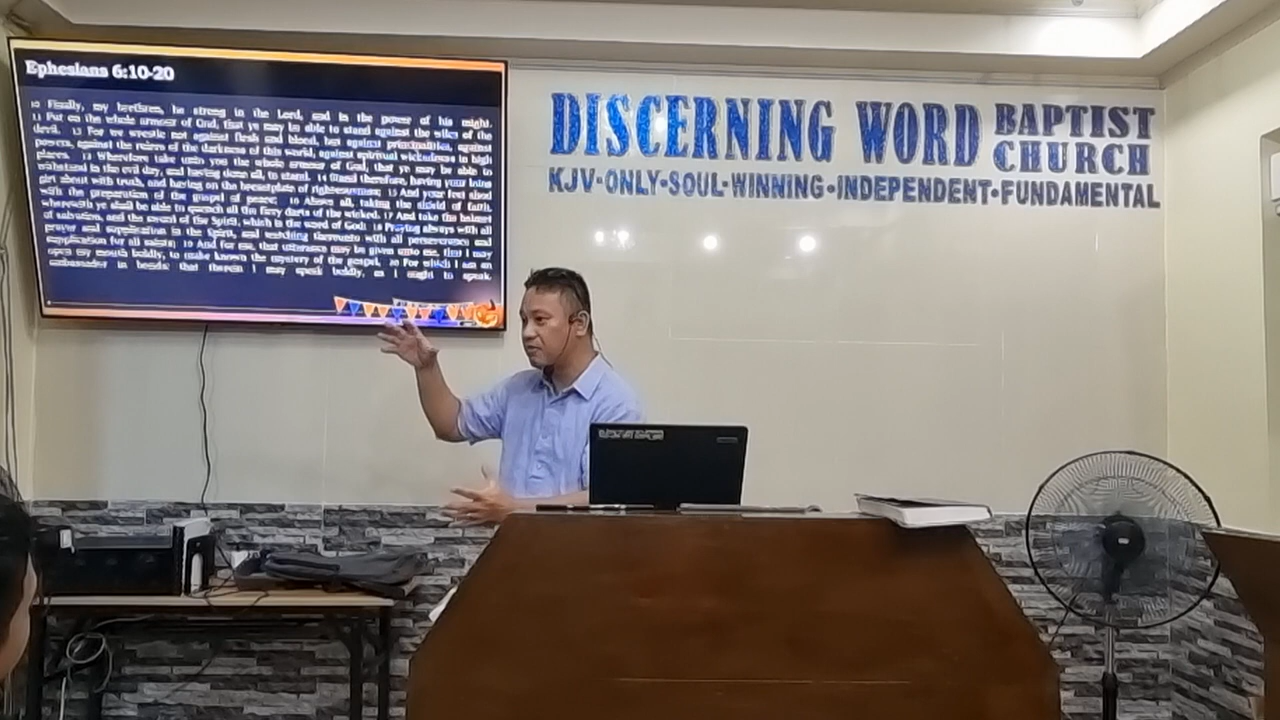 Ephesians 6:10-20
10 Finally, my brethren, be strong in the Lord, and in the power of his might.
11 Put on the whole armour of God, that ye may be able to stand against the wiles of the
devil. 12 For we wrestle not against flesh and blood, but against principalities, against
powers, against the rulers of the darkness of this world, against spiritual wickedness in high
places. 13 Wherefore take unto you the whole armour of God, that ye may be able to
withstand in the evil day, and having done all, to stand. 14 Stand therefore, having your loins
girt about with truth, and having on the breastplate of righteousness; 15 And your feet shod
with the preparation of the gospel of peace; 16 Above all, taking the shield of faith,
wherewith ye shall be able to quench all the fiery darts of the wicked. 17 And take the helmet
of salvation, and the sword of the Spirit, which is the word of God: 18 Praying always with all
prayer and supplication in the Spirit, and watching thereunto with all perseverance and
supplication for all saints; 19 And for me, that utterance may be given unto me, that I may
open my mouth boldly, to make known the mystery of the gospel, 20 For which I am an
ambassador in bonds: that therein I may speak boldly, as I ought to speak.
DISCERNING WORD BAPTIST CHURCH
KJV-ONLY•SOUL-WINNING•INDEPENDENT•FUNDAMENTAL